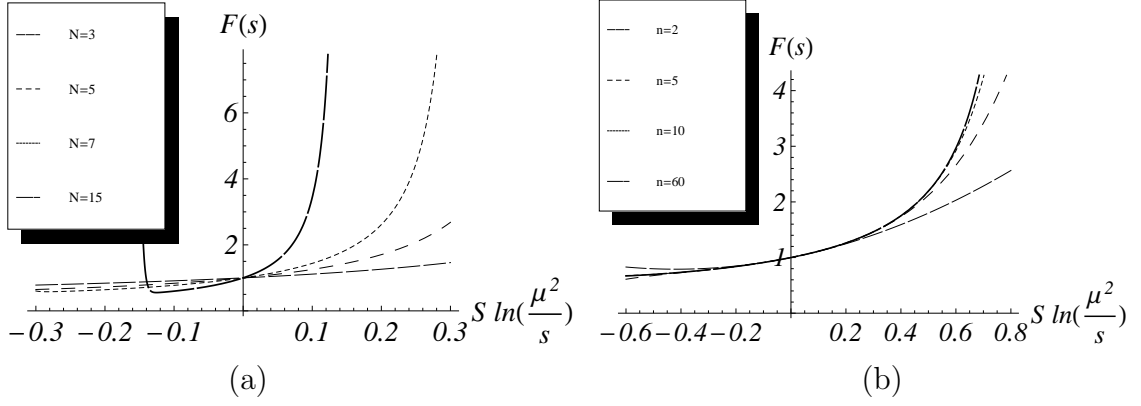 N=3
N=5
N=7
N=15
F(s)
6
4
2
−0.3 −0.2 −0.1 0.1 0.2 0.3
S ln(μ²/s)
(a)
n=2
n=5
n=10
n=60
F(s)
4
3
2
1
−0.6 −0.4 −0.2 0.2 0.4 0.6 0.8
S ln(μ²/s)
(b)